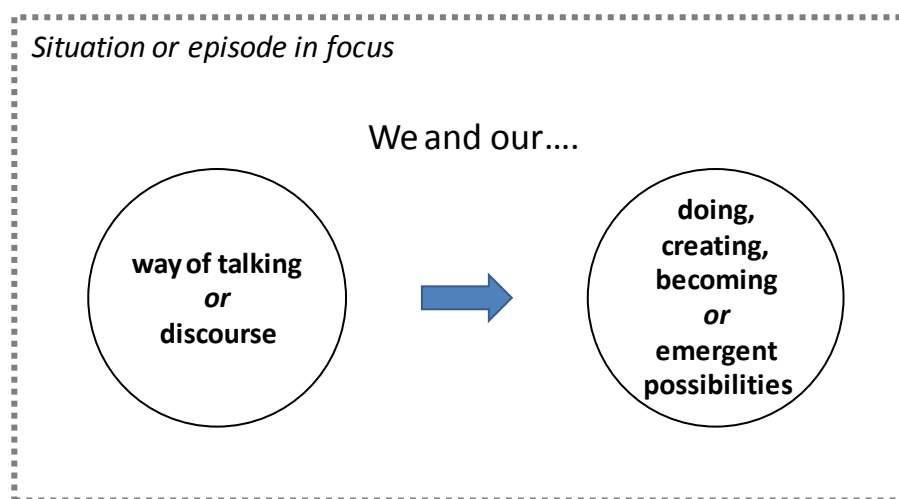 Situation or episode in focus
We and our….
way of talking
or
discourse
doing,
creating,
becoming
or
emergent
possibilities